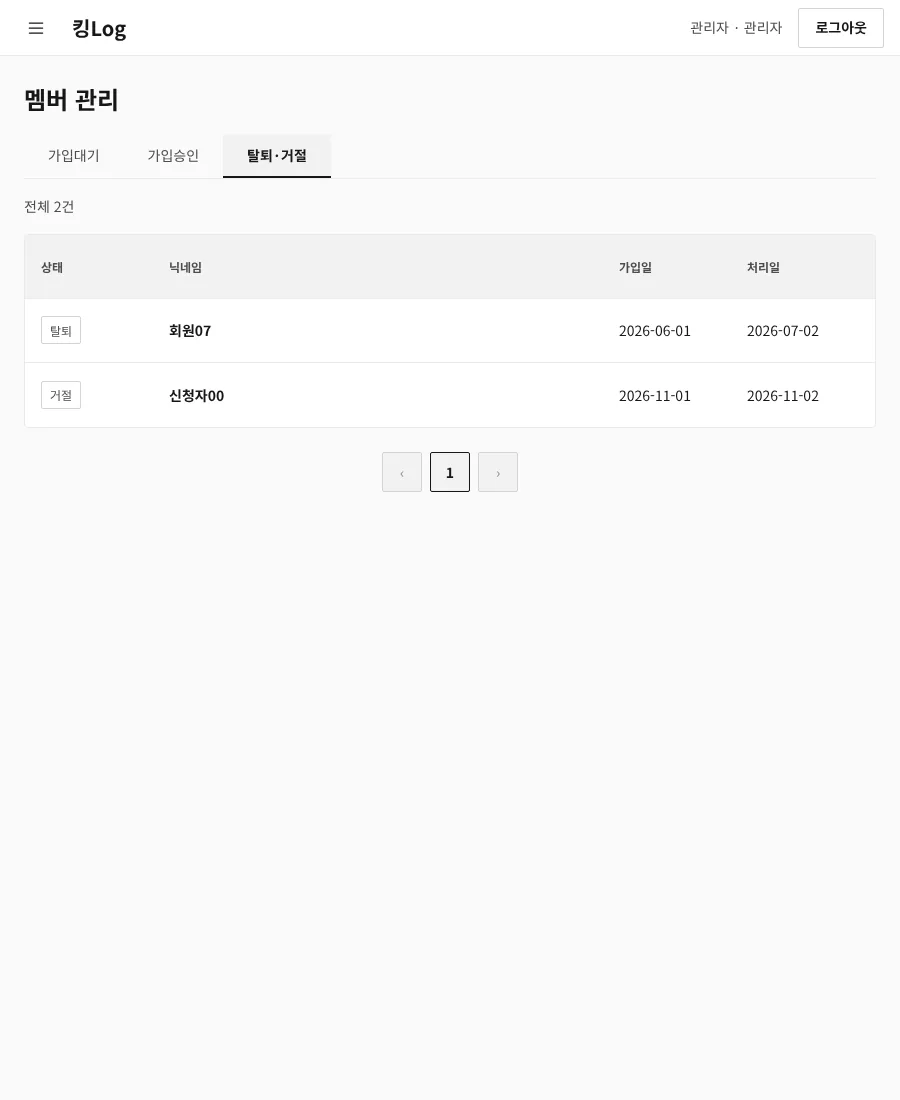 킹Log
관리자 · 관리자
로그아웃
멤버 관리
가입대기 가입승인 탈퇴·거절
전체 2건
상태 닉네임 가입일 처리일
탈퇴 회원07 2026-06-01 2026-07-02
거절 신청자00 2026-11-01 2026-11-02
‹ 1 ›